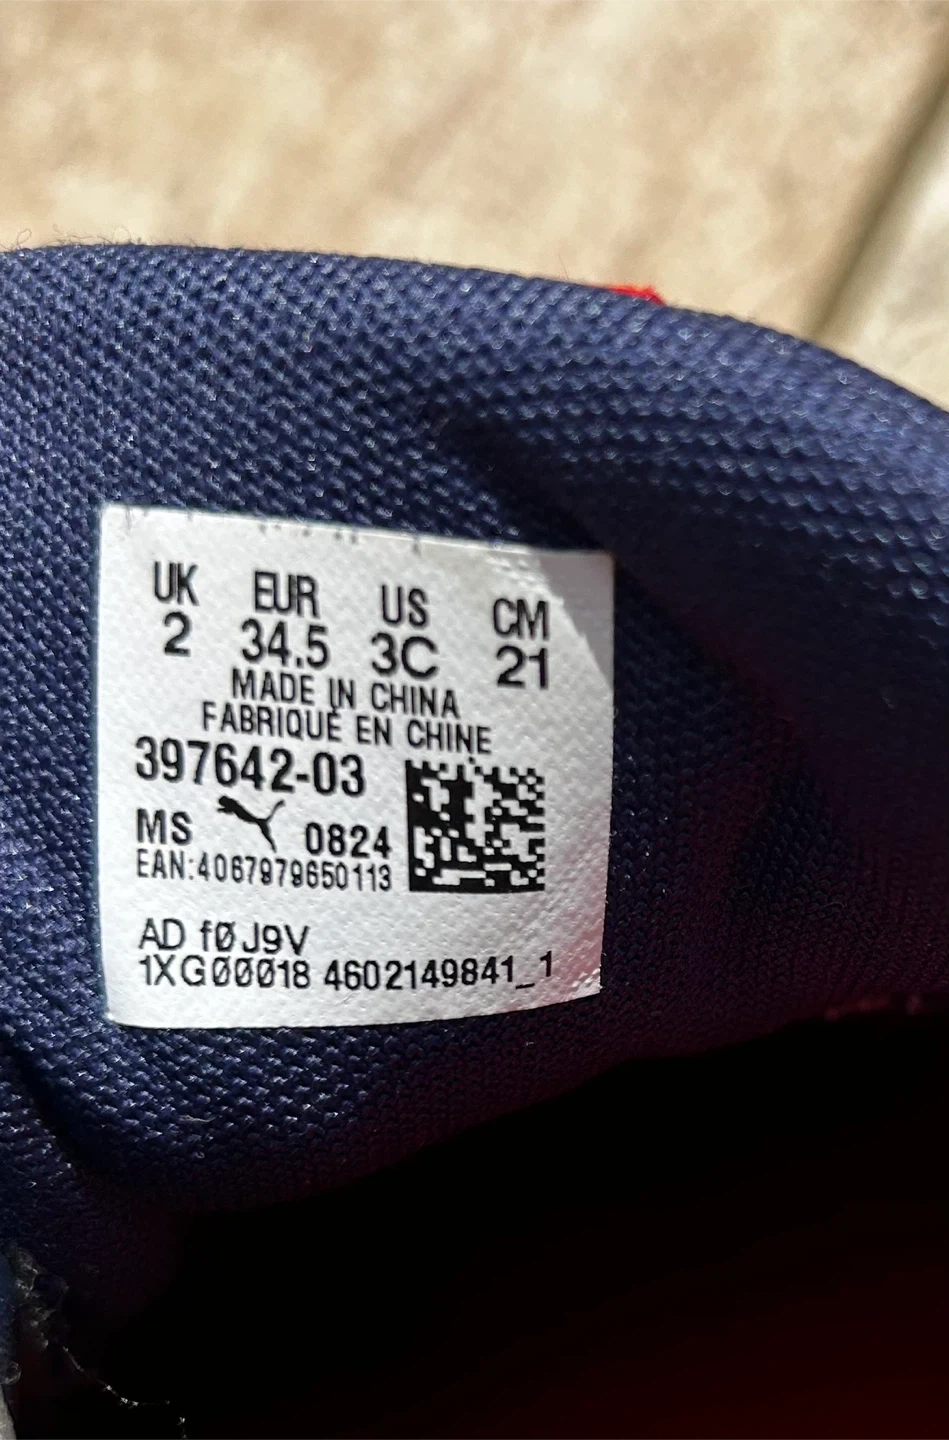 UK EUR US CM
2 34.5 3C 21
MADE IN CHINA
FABRIQUÉ EN CHINE
397642-03
MS 0824
EAN:4067979650113
AD f0J9V
1XG00018 4602149841_1